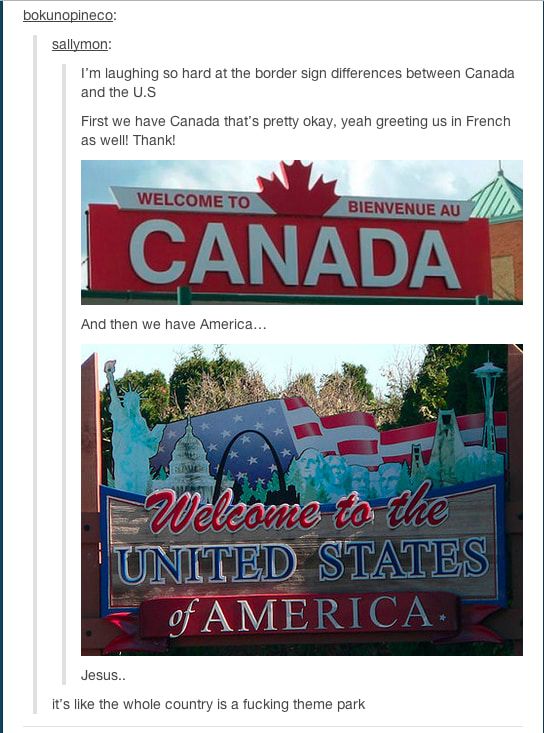 bokunopineco:
sallymon:
I'm laughing so hard at the border sign differences between Canada
and the U.S
First we have Canada that's pretty okay, yeah greeting us in French
as well! Thank!
WELCOME TO
BIENVENUE AU
CANADA
And then we have America...
Welcome to the
UNITED STATES
of AMERICA.
Jesus..
it's like the whole country is a fucking theme park